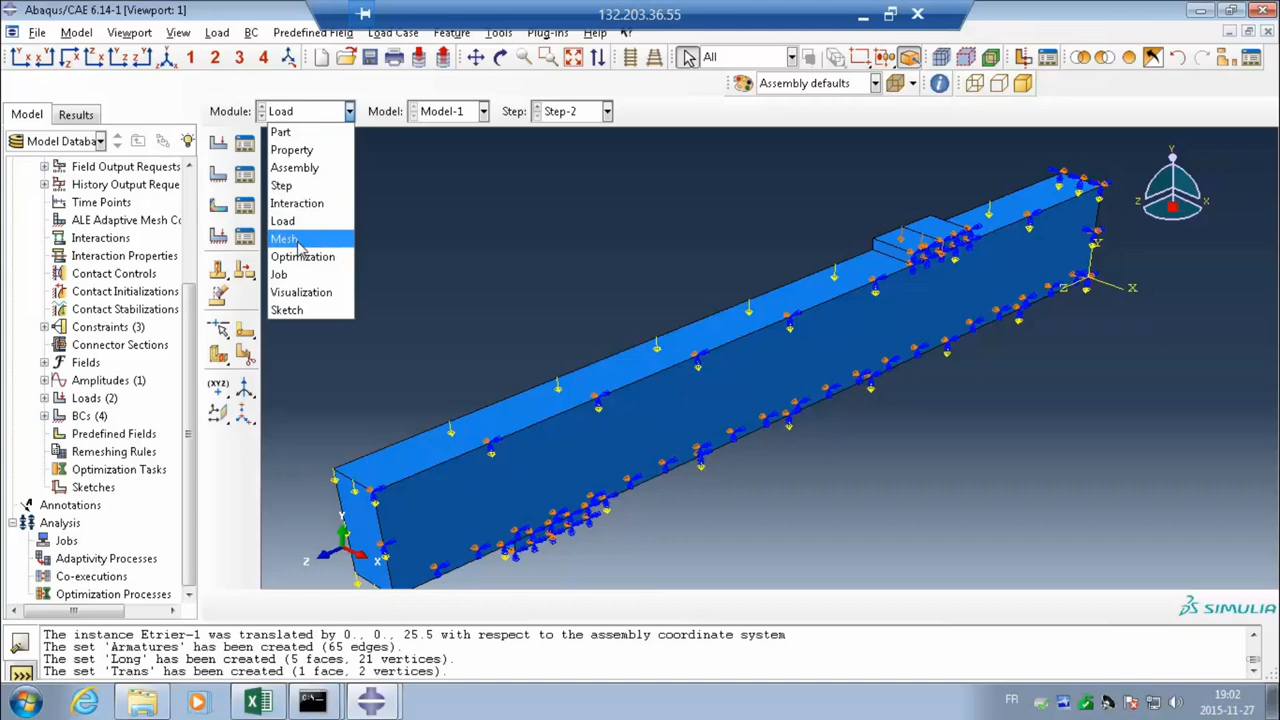 Abaqus/CAE 6.14-1 [Viewport: 1]
132.203.36.55
File Model Viewport View Load BC Predefined Field Load Case Feature Tools Plug-ins Help
1 2 3 4
All
Assembly defaults
Model Results
Module: Load Model: Model-1 Step: Step-2
Model Databa
Field Output Requests
History Output Reque
Time Points
ALE Adaptive Mesh Co
Interactions
Interaction Properties
Contact Controls
Contact Initializations
Contact Stabilizations
Constraints (3)
Connector Sections
Fields
Amplitudes (1)
Loads (2)
BCs (4)
Predefined Fields
Remeshing Rules
Optimization Tasks
Sketches
Annotations
Analysis
Jobs
Adaptivity Processes
Co-executions
Optimization Processes
Part
Property
Assembly
Step
Interaction
Load
Mesh
Optimization
Job
Visualization
Sketch
(XYZ)
Y
Z X
Y
Z X
Y
Z X
SIMULIA
The instance Etrier-1 was translated by 0., 0., 25.5 with respect to the assembly coordinate system
The set 'Armatures' has been created (65 edges).
The set 'Long' has been created (5 faces, 21 vertices).
The set 'Trans' has been created (1 face, 2 vertices).
FR
19:02
2015-11-27